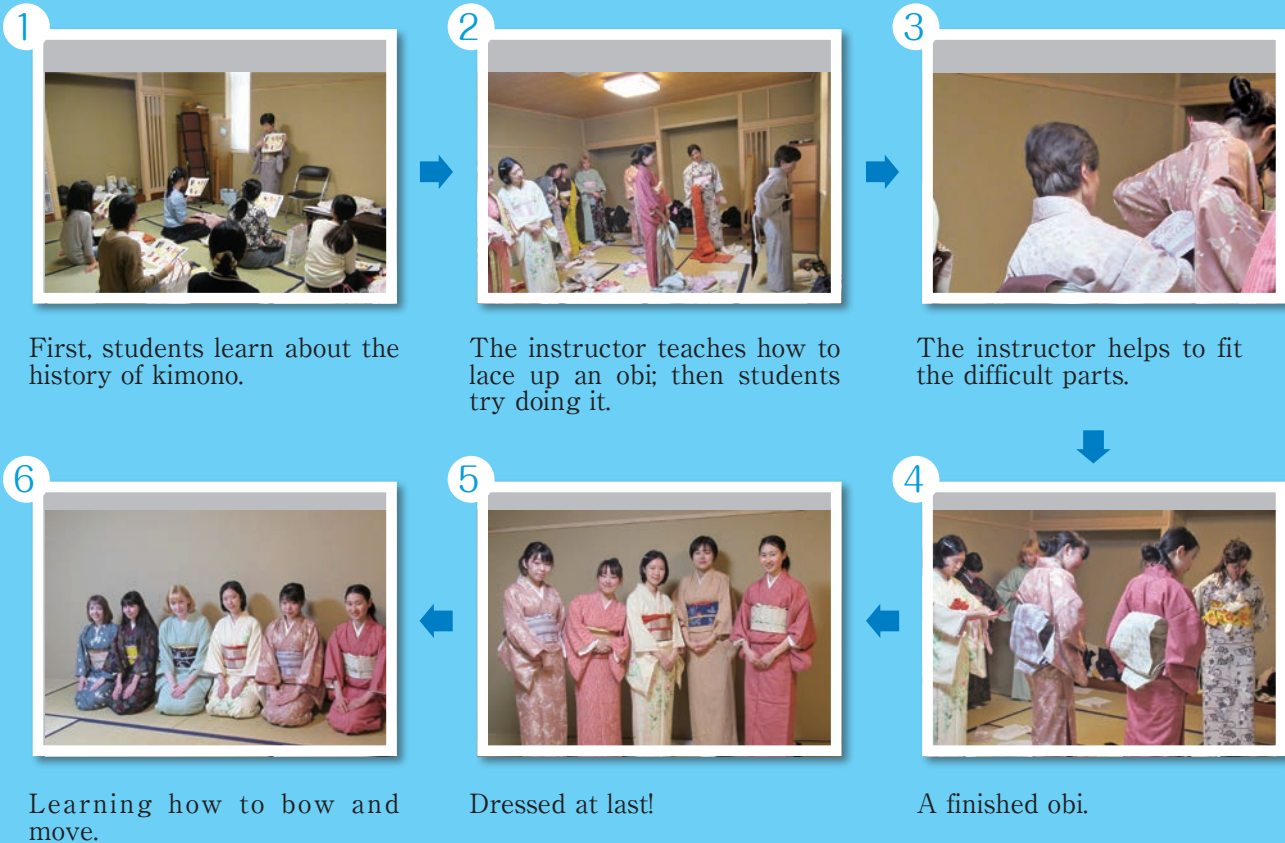 1
First, students learn about the
history of kimono.
2
The instructor teaches how to
lace up an obi; then students
try doing it.
3
The instructor helps to fit
the difficult parts.
4
A finished obi.
5
Dressed at last!
6
Learning how to bow and
move.